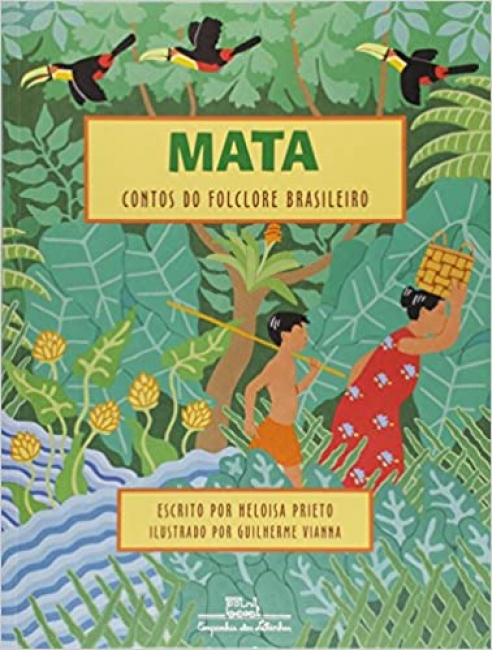 MATA
CONTOS DO FOLCLORE BRASILEIRO
ESCRITO POR HELOISA PRIETO
ILUSTRADO POR GUILHERME VIANNA
Companhia das Letrinhas